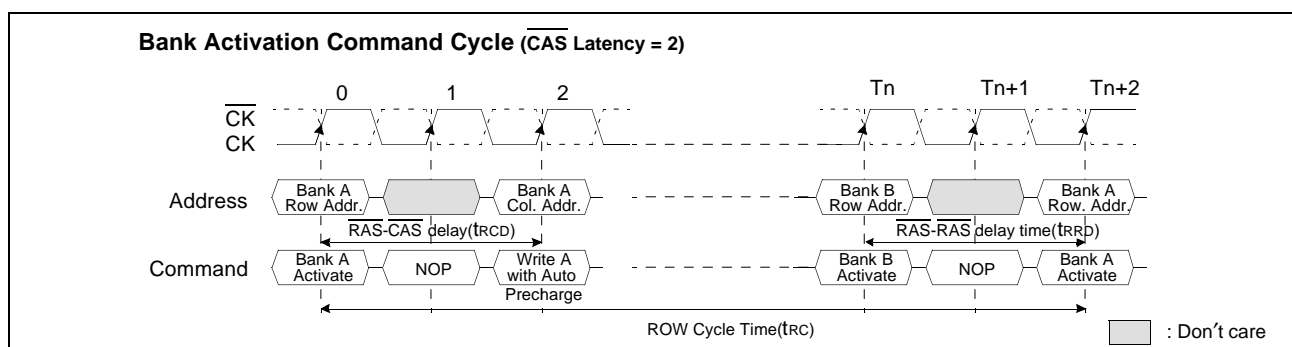 Bank Activation Command Cycle (CAS Latency = 2)
0 1 2 Tn Tn+1 Tn+2
CK
CK
Address
Bank A
Row Addr.
Bank A
Col. Addr.
Bank B
Row Addr.
Bank A
Row. Addr.
RAS-CAS delay(tRCD)
RAS-RAS delay time(tRRD)
Command
Bank A
Activate
NOP
Write A
with Auto
Precharge
Bank B
Activate
NOP
Bank A
Activate
ROW Cycle Time(tRC)
: Don′t care